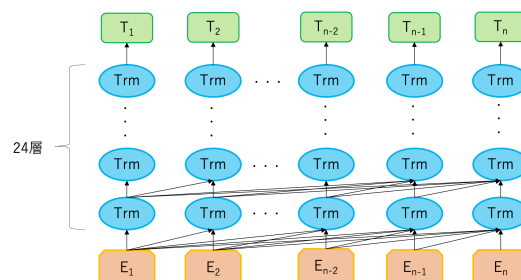 T1 T2 Tn-2 Tn-1 Tn
Trm Trm . . . Trm Trm Trm
24層
Trm Trm . . . Trm Trm Trm
Trm Trm . . . Trm Trm Trm
E1 E2 En-2 En-1 En